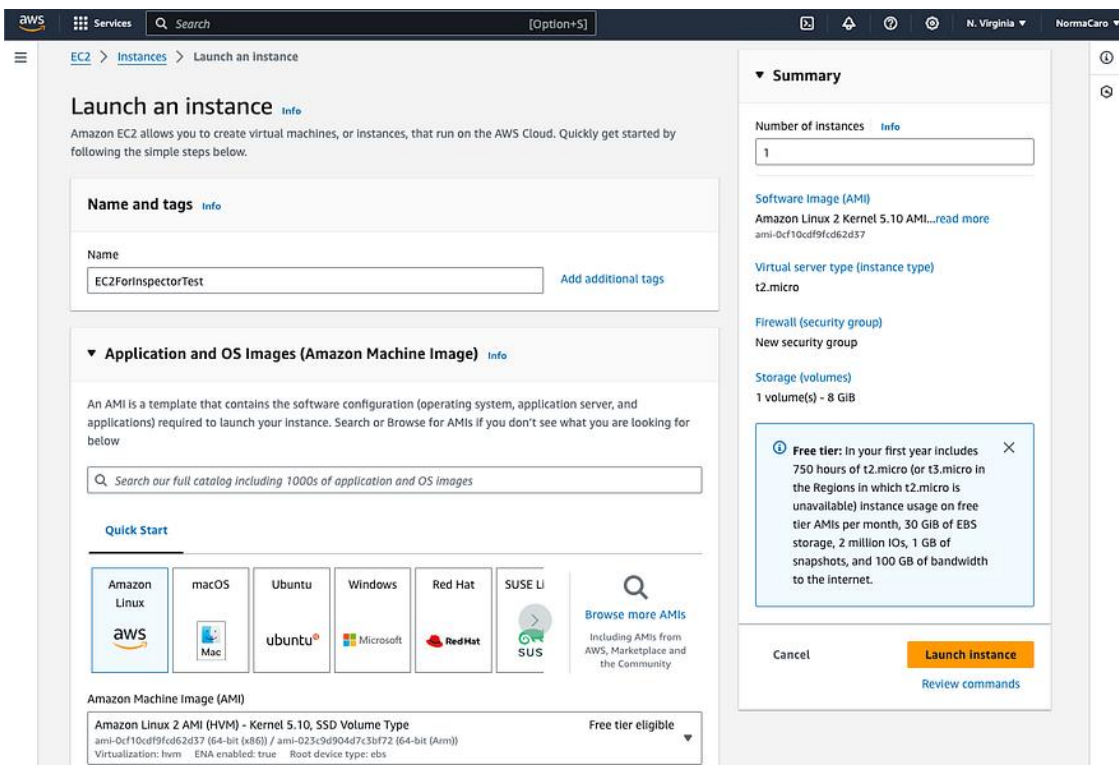 aws
Services
Search
[Option+S]
N. Virginia
NormaCaro
EC2 > Instances > Launch an instance
Launch an instance Info
Amazon EC2 allows you to create virtual machines, or instances, that run on the AWS Cloud. Quickly get started by
following the simple steps below.
Name and tags Info
Name
EC2ForInspectorTest
Add additional tags
Application and OS Images (Amazon Machine Image) Info
An AMI is a template that contains the software configuration (operating system, application server, and
applications) required to launch your instance. Search or Browse for AMIs if you don't see what you are looking for
below
Search our full catalog including 1000s of application and OS images
Quick Start
Amazon
Linux
aws
macOS
Mac
Ubuntu
ubuntu
Windows
Microsoft
Red Hat
Red Hat
SUSE Li
SUS
Browse more AMIs
Including AMIs from
AWS, Marketplace and
the Community
Amazon Machine Image (AMI)
Amazon Linux 2 AMI (HVM) - Kernel 5.10, SSD Volume Type
Free tier eligible
ami-0cf10cdf9fcd62d37 (64-bit (x86)) / ami-023c9d904d7c3bf72 (64-bit (Arm))
Virtualization: hvm ENA enabled: true Root device type: ebs
Summary
Number of instances Info
1
Software Image (AMI)
Amazon Linux 2 Kernel 5.10 AMI...read more
ami-0cf10cdf9fcd62d37
Virtual server type (instance type)
t2.micro
Firewall (security group)
New security group
Storage (volumes)
1 volume(s) - 8 GiB
Free tier: In your first year includes
750 hours of t2.micro (or t3.micro in
the Regions in which t2.micro is
unavailable) instance usage on free
tier AMIs per month, 30 GiB of EBS
storage, 2 million IOs, 1 GB of
snapshots, and 100 GB of bandwidth
to the internet.
Cancel
Launch instance
Review commands